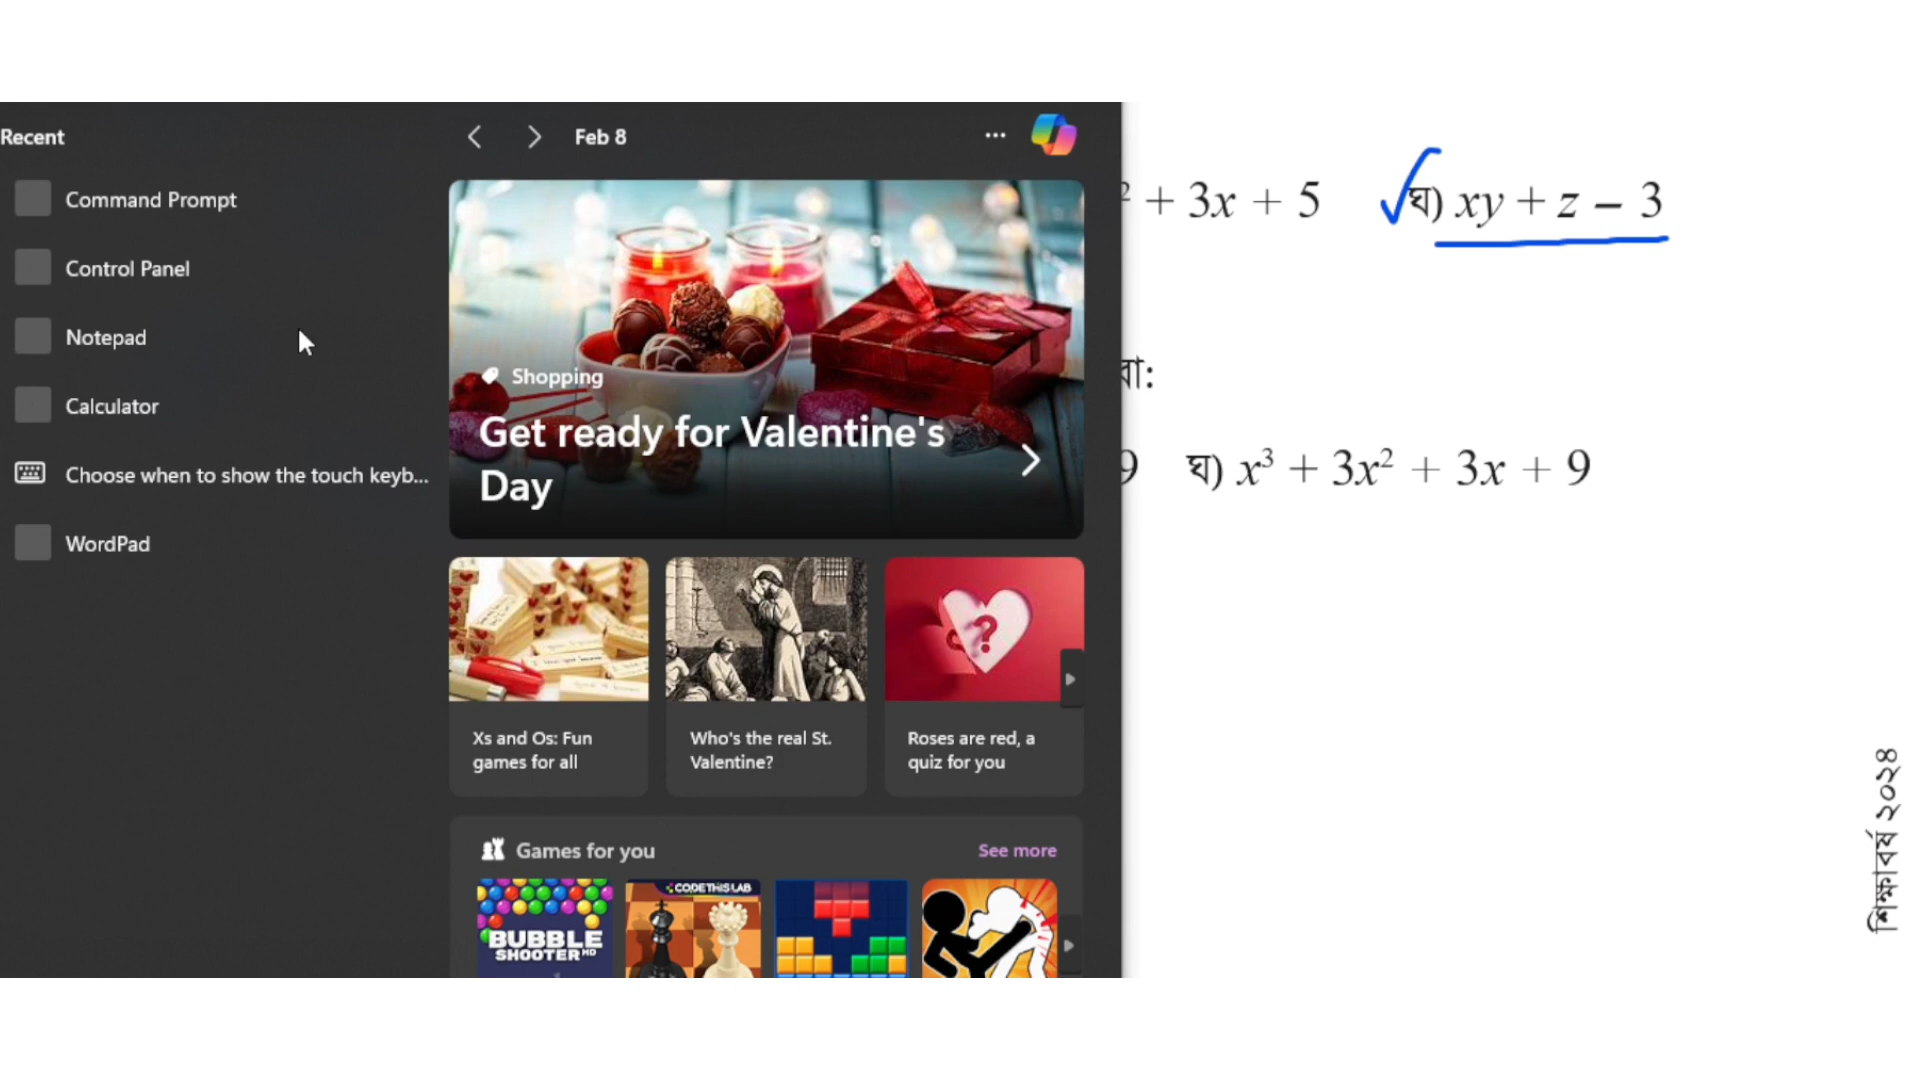 Recent
Command Prompt
Control Panel
Notepad
Calculator
Choose when to show the touch keyb...
WordPad
Feb 8
Shopping
Get ready for Valentine's
Day
Xs and Os: Fun
games for all
Who's the real St.
Valentine?
Roses are red, a
quiz for you
Games for you
See more
BUBBLE
SHOOTER HD
CODETHISLAB
² + 3x + 5 ঘ) xy + z – 3
রা:
9 ঘ) x³ + 3x² + 3x + 9
শিক্ষাবর্ষ ২০২৪